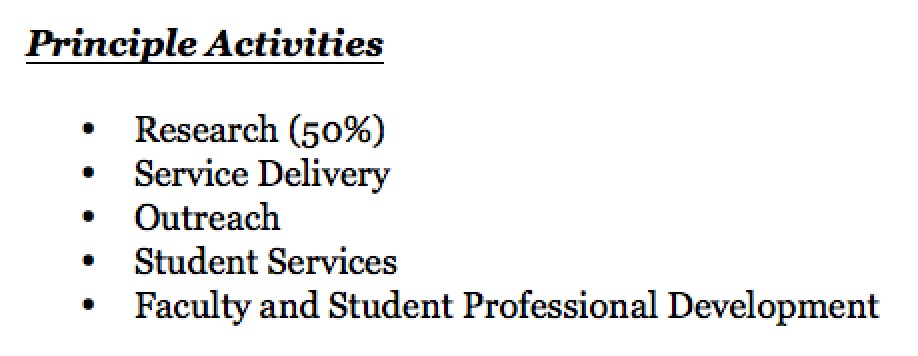 Principle Activities
• Research (50%)
• Service Delivery
• Outreach
• Student Services
• Faculty and Student Professional Development